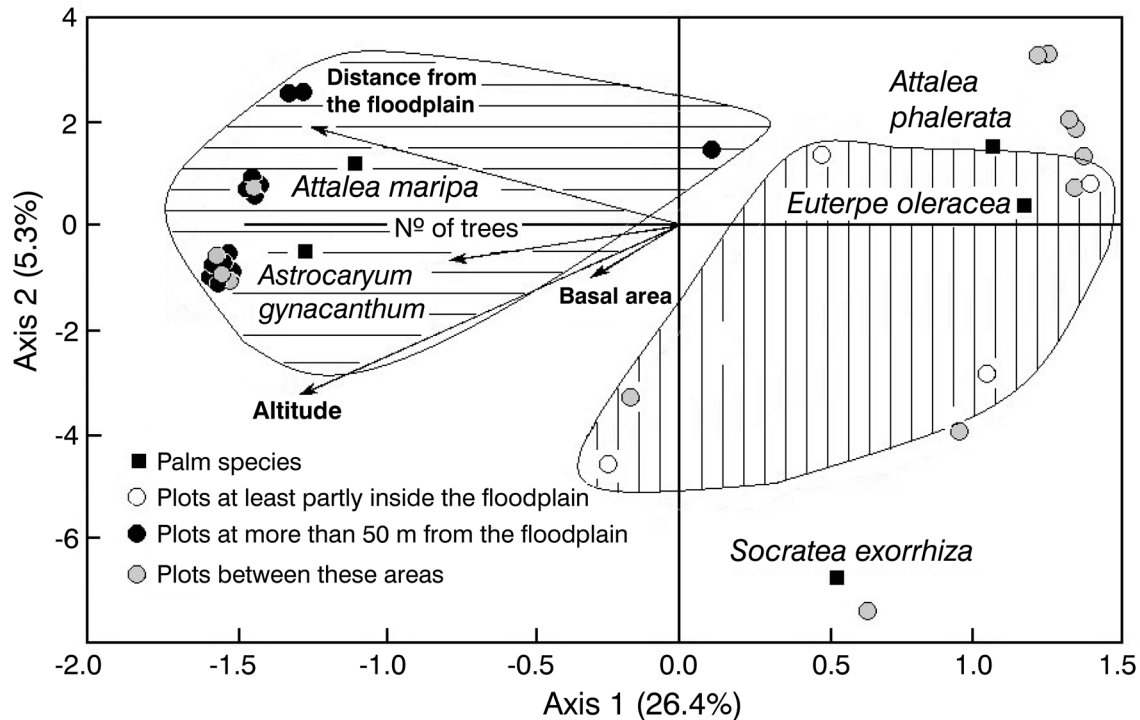 4
2
0
-2
-4
-6
Axis 2 (5.3%)
Distance from
the floodplain
Attalea maripa
Nº of trees
Astrocaryum
gynacanthum
Basal area
Altitude
Attalea
phalerata
Euterpe oleracea
Socratea exorrhiza
Palm species
Plots at least partly inside the floodplain
Plots at more than 50 m from the floodplain
Plots between these areas
-2.0 -1.5 -1.0 -0.5 0.0 0.5 1.0 1.5
Axis 1 (26.4%)